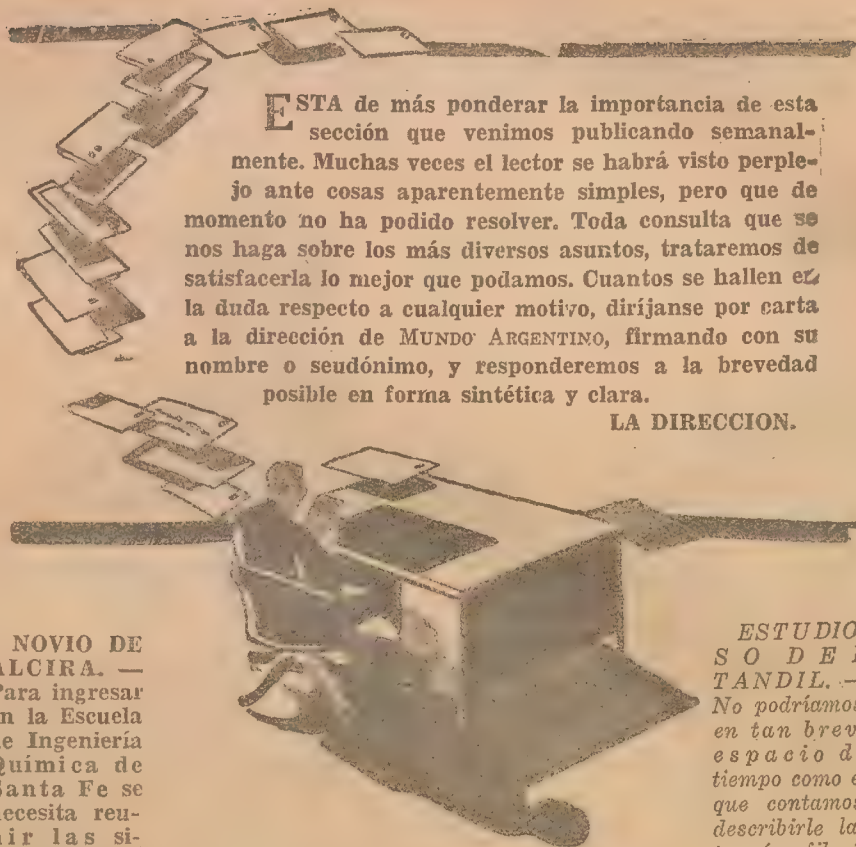 ESTA de más ponderar la importancia de esta
sección que venimos publicando semanal-
mente. Muchas veces el lector se habrá visto perple-
jo ante cosas aparentemente simples, pero que de
momento no ha podido resolver. Toda consulta que se
nos haga sobre los más diversos asuntos, trataremos de
satisfacerla lo mejor que podamos. Cuantos se hallen en
la duda respecto a cualquier motivo, diríjanse por carta
a la dirección de MUNDO ARGENTINO, firmando con su
nombre o seudónimo, y responderemos a la brevedad
posible en forma sintética y clara.
LA DIRECCION.
NOVIO DE
ALCIRA. —
Para ingresar
en la Escuela
de Ingeniería
Química de
Santa Fe se
necesita reu-
nir las si-
ESTUDIO
SO DEL
TANDIL. —
No podríamos
en tan brev
espacio d
tiempo como e
que contamos
describirle la